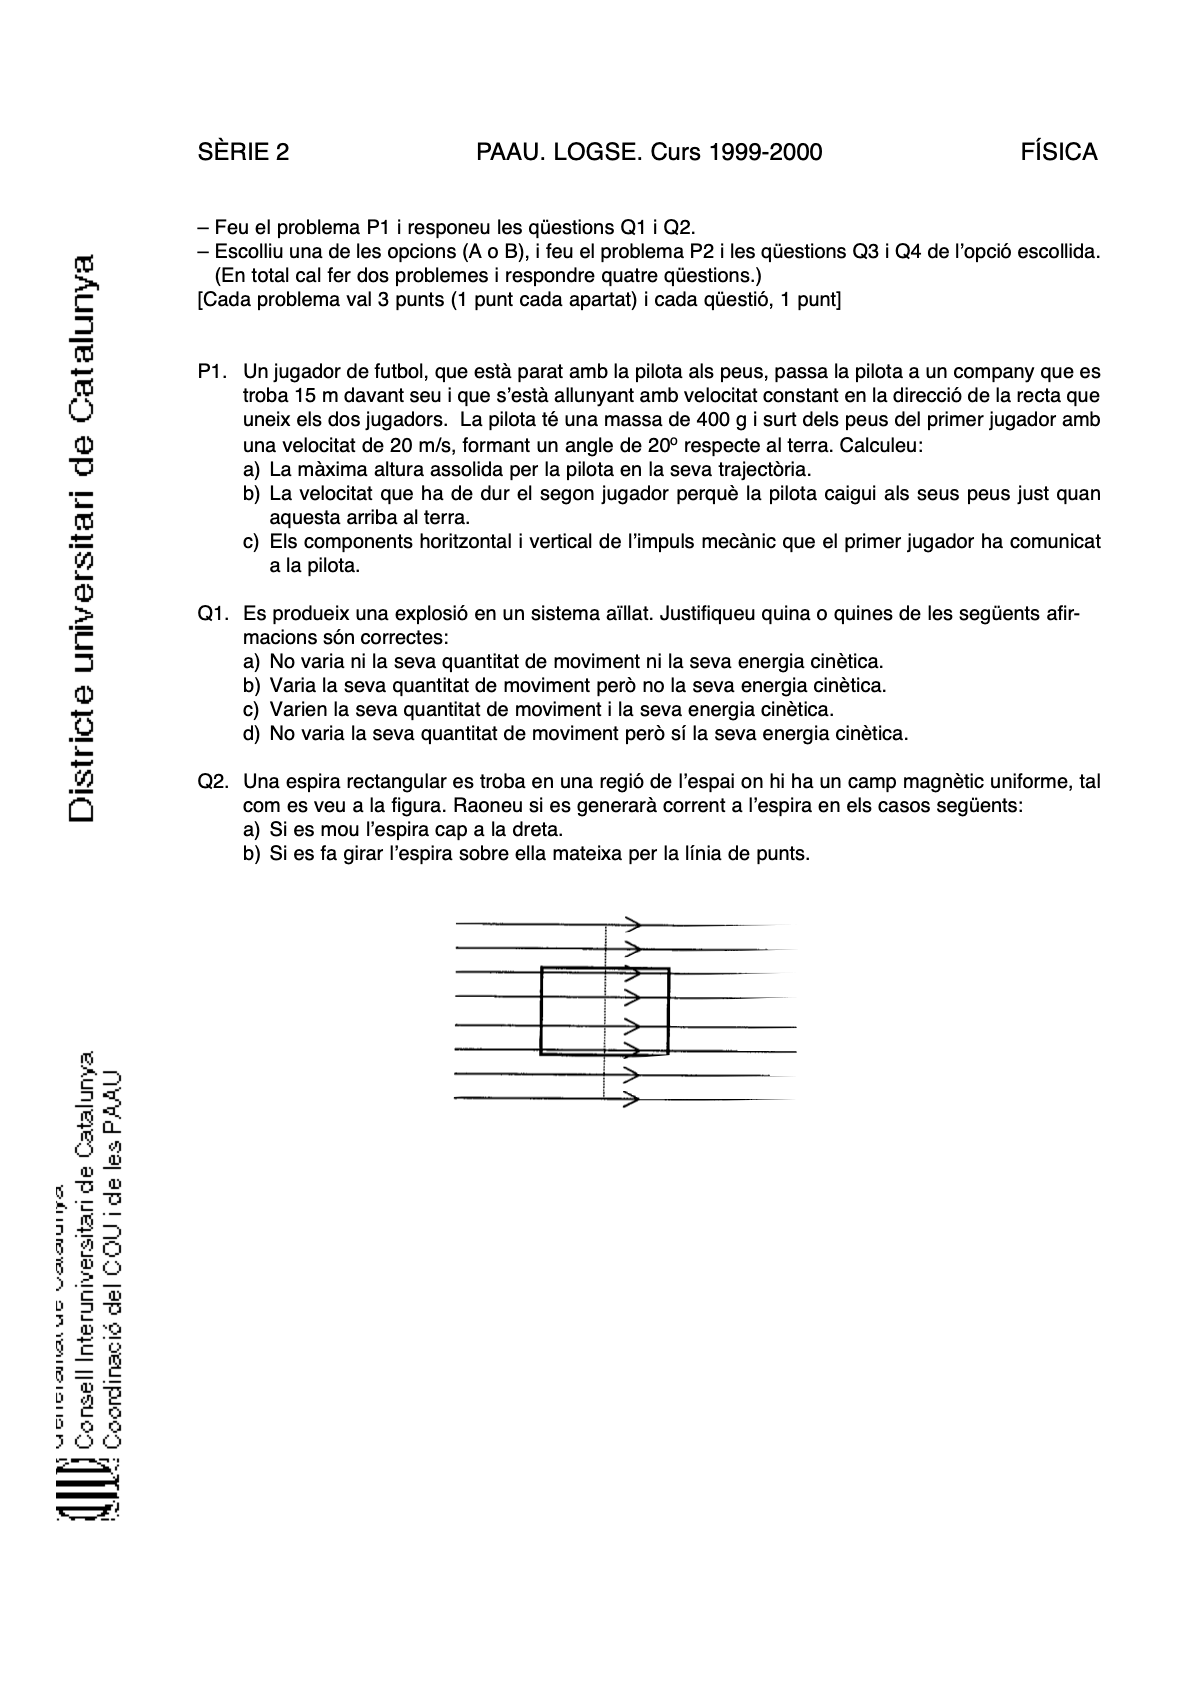 SÈRIE 2 PAAU. LOGSE. Curs 1999-2000 FÍSICA
– Feu el problema P1 i responeu les qüestions Q1 i Q2.
– Escolliu una de les opcions (A o B), i feu el problema P2 i les qüestions Q3 i Q4 de l'opció escollida.
(En total cal fer dos problemes i respondre quatre qüestions.)
[Cada problema val 3 punts (1 punt cada apartat) i cada qüestió, 1 punt]
P1. Un jugador de futbol, que està parat amb la pilota als peus, passa la pilota a un company que es
troba 15 m davant seu i que s'està allunyant amb velocitat constant en la direcció de la recta que
uneix els dos jugadors. La pilota té una massa de 400 g i surt dels peus del primer jugador amb
una velocitat de 20 m/s, formant un angle de 20º respecte al terra. Calculeu:
a) La màxima altura assolida per la pilota en la seva trajectòria.
b) La velocitat que ha de dur el segon jugador perquè la pilota caigui als seus peus just quan
aquesta arriba al terra.
c) Els components horitzontal i vertical de l'impuls mecànic que el primer jugador ha comunicat
a la pilota.
Q1. Es produeix una explosió en un sistema aïllat. Justifiqueu quina o quines de les següents afir-
macions són correctes:
a) No varia ni la seva quantitat de moviment ni la seva energia cinètica.
b) Varia la seva quantitat de moviment però no la seva energia cinètica.
c) Varien la seva quantitat de moviment i la seva energia cinètica.
d) No varia la seva quantitat de moviment però sí la seva energia cinètica.
Q2. Una espira rectangular es troba en una regió de l'espai on hi ha un camp magnètic uniforme, tal
com es veu a la figura. Raoneu si es generarà corrent a l'espira en els casos següents:
a) Si es mou l'espira cap a la dreta.
b) Si es fa girar l'espira sobre ella mateixa per la línia de punts.
Districte universitari de Catalunya
Generalitat de Catalunya
Consell Interuniversitari de Catalunya
Coordinació del COU i de les PAAU